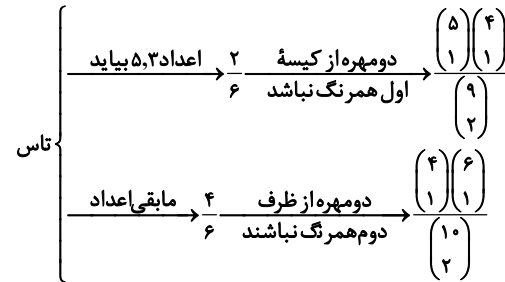 تاس
اعداد ۵,۳ بیاید
۲/۶
دو مهره از کیسهٔ
اول همرنگ نباشد
(۵ ۱)(۴ ۱)/(۹ ۲)
مابقی اعداد
۴/۶
دو مهره از ظرف
دوم همرنگ نباشند
(۴ ۱)(۶ ۱)/(۱۰ ۲)